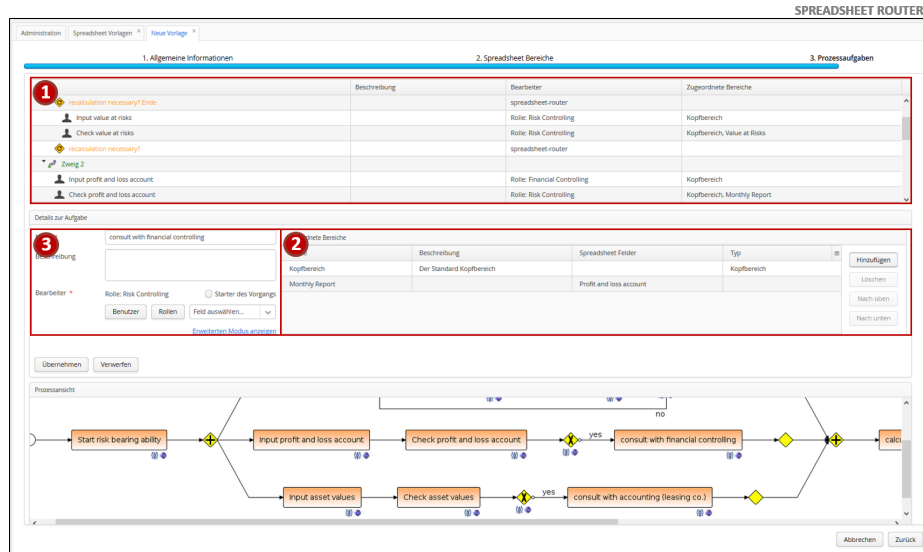 SPREADSHEET ROUTER
Administration Spreadsheet Vorlagen × Neue Vorlage ×
1. Allgemeine Informationen 2. Spreadsheet Bereiche 3. Prozessaufgaben
1
Beschreibung Bearbeiter Zugeordnete Bereiche
recalculation necessary? Ende spreadsheet-router
Input value at risks Rolle: Risk Controlling Kopfbereich
Check value at risks Rolle: Risk Controlling Kopfbereich, Value at Risks
recalculation necessary? spreadsheet-router
Zweig 2
Input profit and loss account Rolle: Financial Controlling Kopfbereich
Check profit and loss account Rolle: Risk Controlling Kopfbereich, Monthly Report
Details zur Aufgabe
3 consult with financial controlling 2 Bereiche
Beschreibung Spreadsheet Felder Typ
Kopfbereich Der Standard Kopfbereich Kopfbereich
Monthly Report Profit and loss account
Hinzufügen
Löschen
Nach oben
Nach unten
Bearbeiter * Rolle: Risk Controlling Starter des Vorgangs
Benutzer Rollen Feld auswählen...
Erweiterten Modus anzeigen
Übernehmen Verwerfen
Prozessansicht
no
Start risk bearing ability Input profit and loss account Check profit and loss account yes consult with financial controlling
Input asset values Check asset values yes consult with accounting (leasing co.)
Abbrechen Zurück